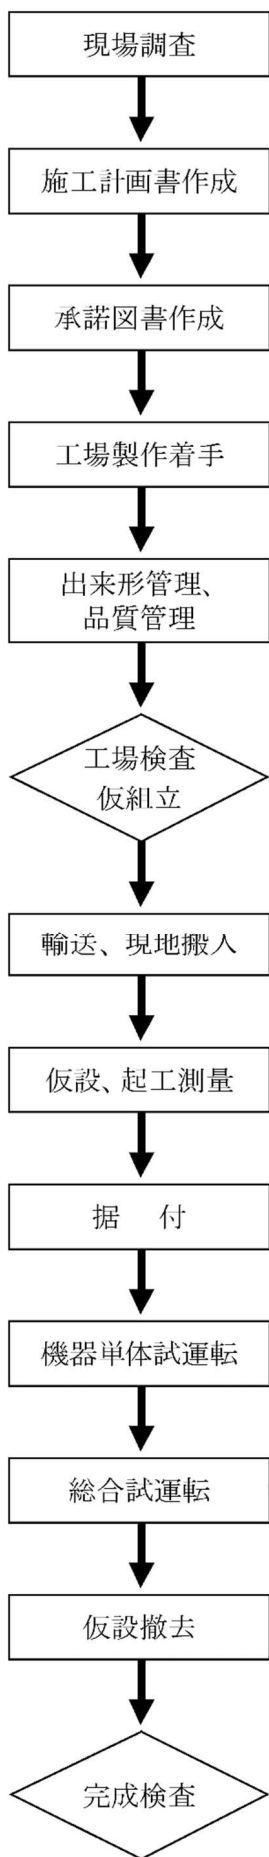 現場調査
施工計画書作成
承諾図書作成
工場製作着手
出来形管理、
品質管理
工場検査
仮組立
輸送、現地搬入
仮設、起工測量
据　付
機器単体試運転
総合試運転
仮設撤去
完成検査